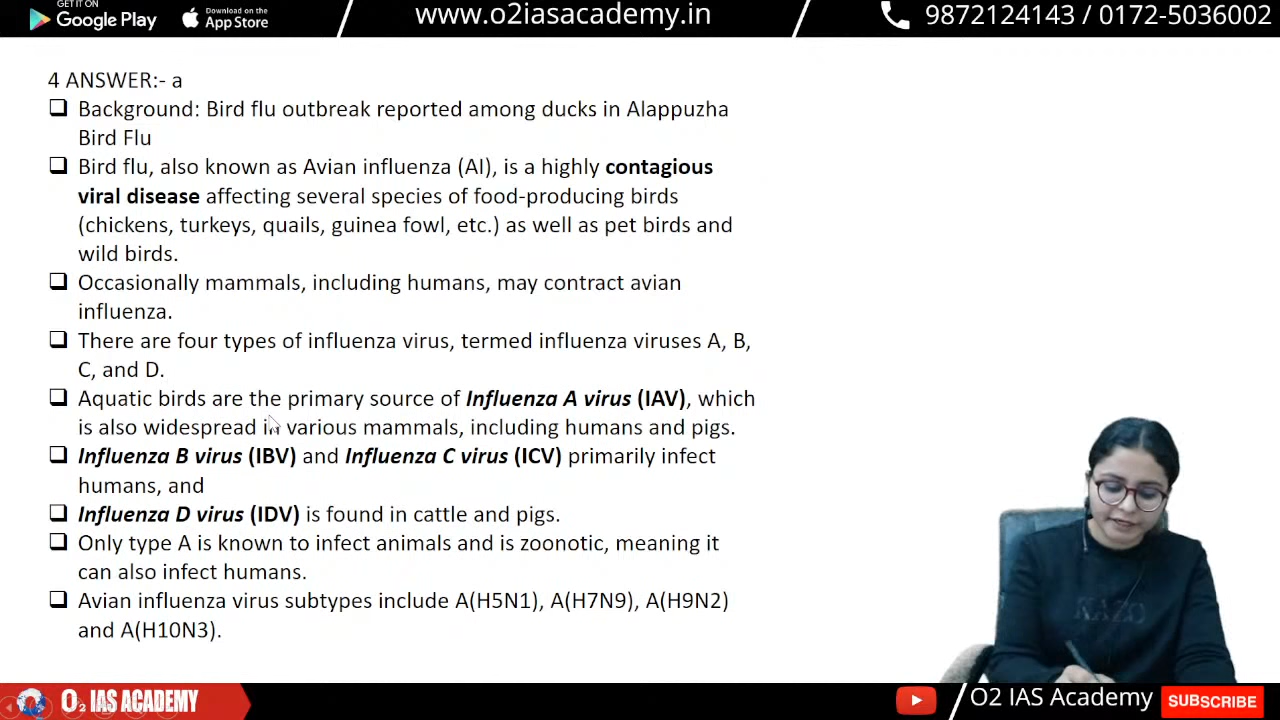 GET IT ON
Google Play
Download on the
App Store
www.o2iasacademy.in
9872124143 / 0172-5036002
4 ANSWER:- a
❑ Background: Bird flu outbreak reported among ducks in Alappuzha
Bird Flu
❑ Bird flu, also known as Avian influenza (AI), is a highly contagious
viral disease affecting several species of food-producing birds
(chickens, turkeys, quails, guinea fowl, etc.) as well as pet birds and
wild birds.
❑ Occasionally mammals, including humans, may contract avian
influenza.
❑ There are four types of influenza virus, termed influenza viruses A, B,
C, and D.
❑ Aquatic birds are the primary source of Influenza A virus (IAV), which
is also widespread in various mammals, including humans and pigs.
❑ Influenza B virus (IBV) and Influenza C virus (ICV) primarily infect
humans, and
❑ Influenza D virus (IDV) is found in cattle and pigs.
❑ Only type A is known to infect animals and is zoonotic, meaning it
can also infect humans.
❑ Avian influenza virus subtypes include A(H5N1), A(H7N9), A(H9N2)
and A(H10N3).
O2 IAS ACADEMY
O2 IAS Academy
SUBSCRIBE